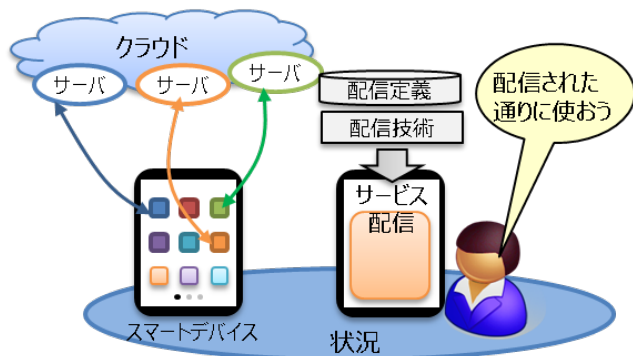 クラウド
サーバ
サーバ
サーバ
配信定義
配信技術
配信された
通りに使おう
サービス
配信
スマートデバイス
状況